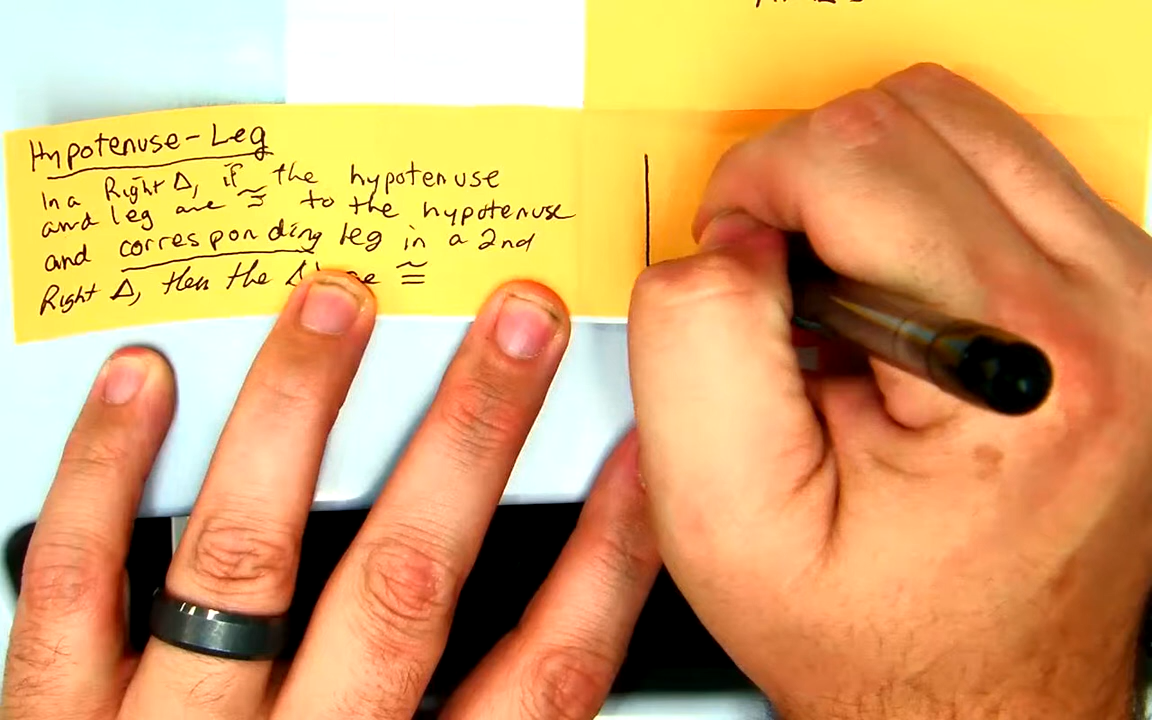 Hypotenuse-Leg
In a Right Δ, if the hypotenuse
and leg are ≅ to the hypotenuse
and corresponding leg in a 2nd
Right Δ, then the Δ ≅